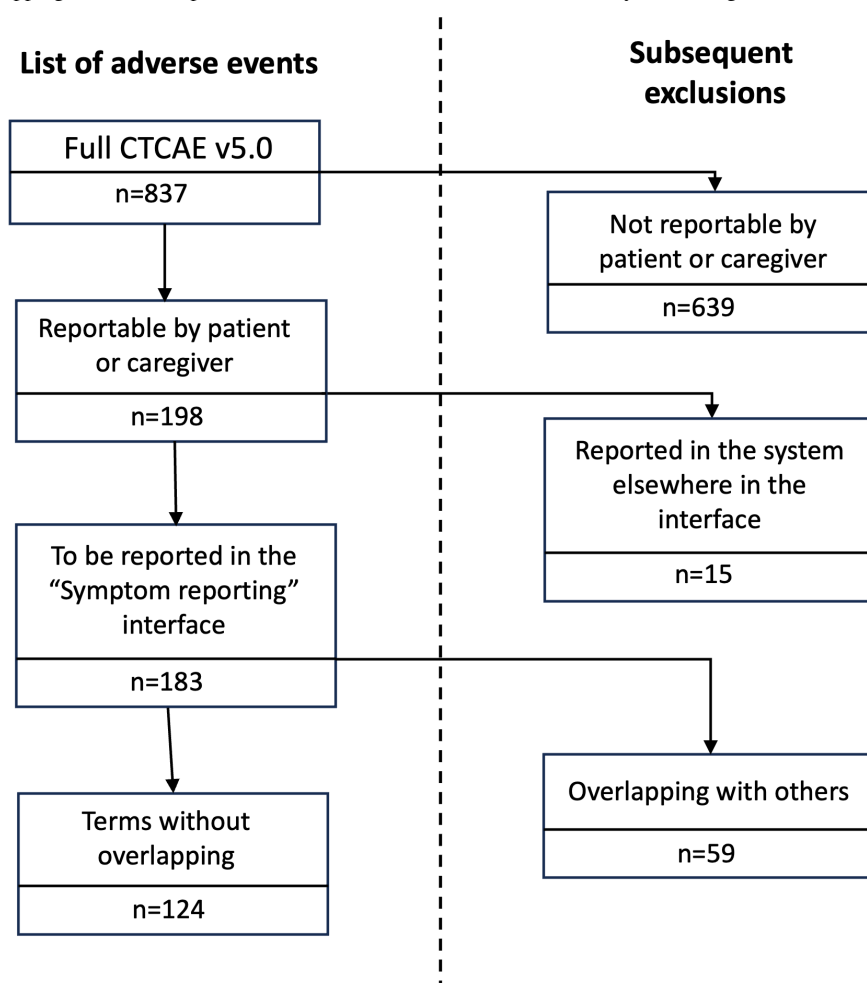 List of adverse events
Subsequent
exclusions
Full CTCAE v5.0
n=837
Not reportable by
patient or caregiver
n=639
Reportable by patient
or caregiver
n=198
Reported in the system
elsewhere in the
interface
n=15
To be reported in the
“Symptom reporting”
interface
n=183
Overlapping with others
n=59
Terms without
overlapping
n=124